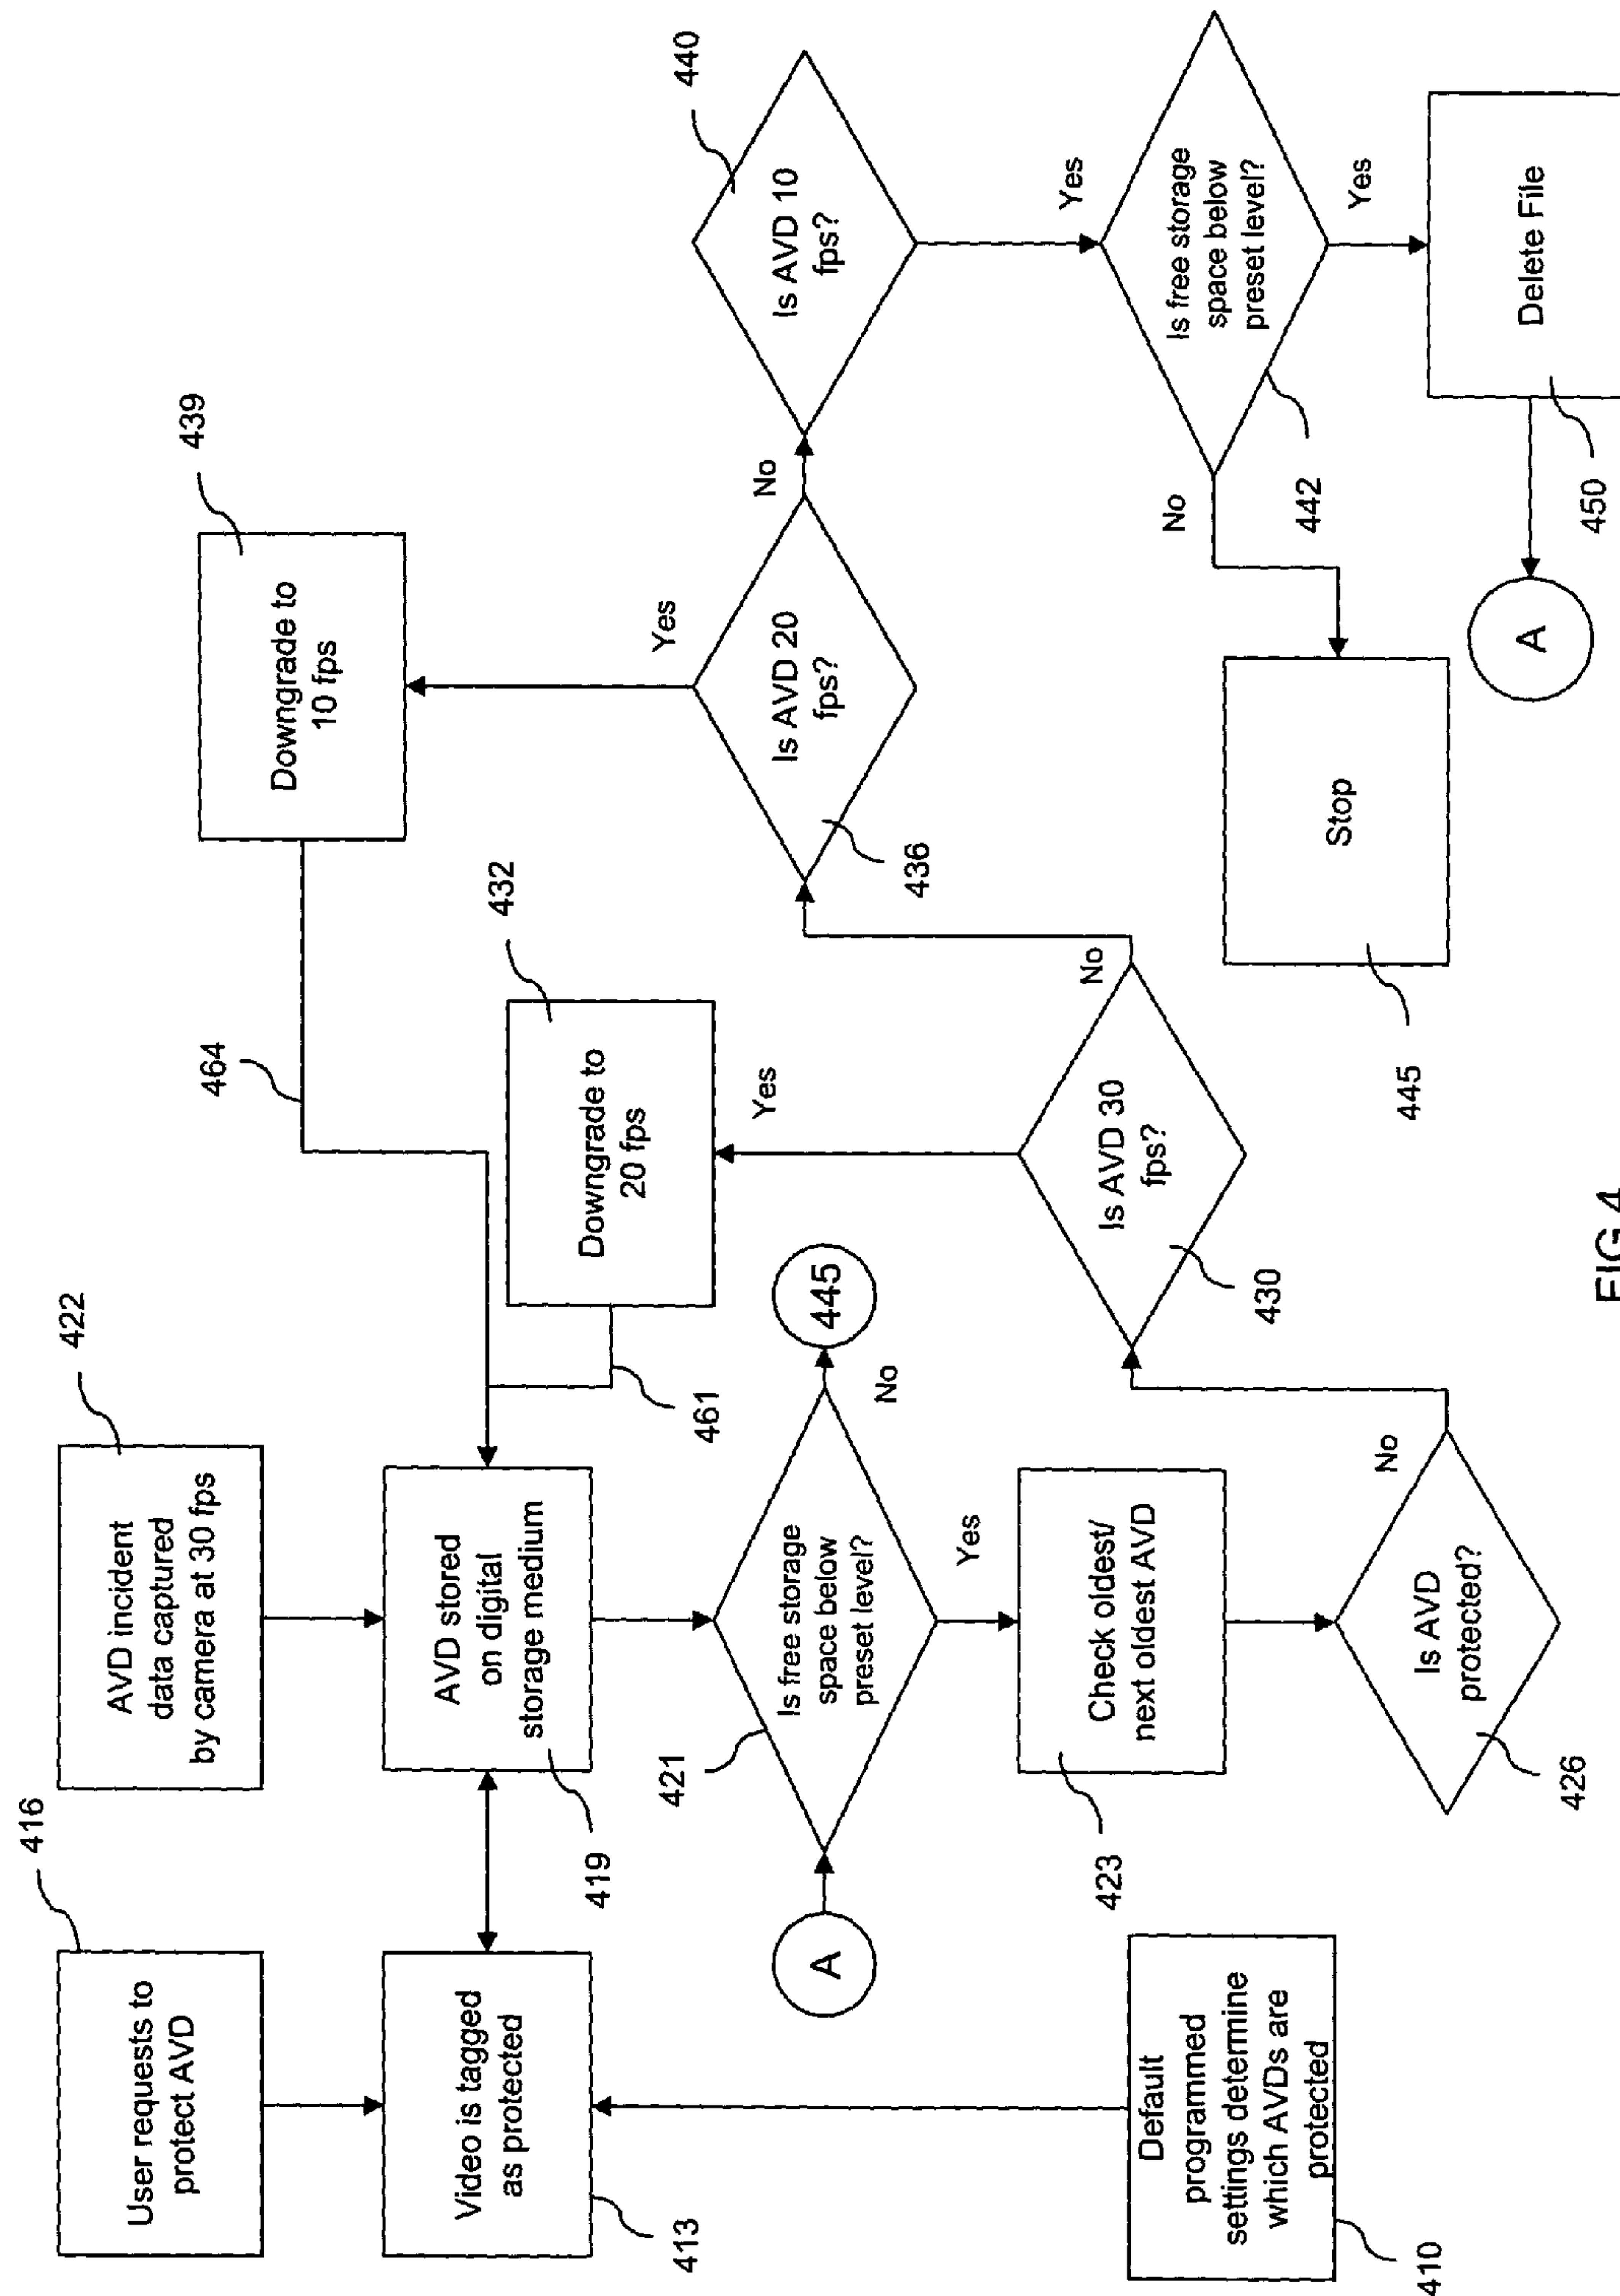 416
User requests to
protect AVD
422
AVD incident
data captured
by camera at 30 fps
Video is tagged
as protected
413
AVD stored
on digital
storage medium
419
464
439
Downgrade to
10 fps
432
Downgrade to
20 fps
461
A
421
Is free storage
space below
preset level?
No
445
Yes
Yes
Yes
Is AVD 20
fps?
436
No
440
Is AVD 10
fps?
423
Check oldest/
next oldest AVD
Is AVD 30
fps?
430
No
Default
programmed
settings determine
which AVDs are
protected
410
Is AVD
protected?
426
No
Yes
Is free storage
space below
preset level?
442
No
Yes
Stop
445
Delete File
450
A
FIG 4